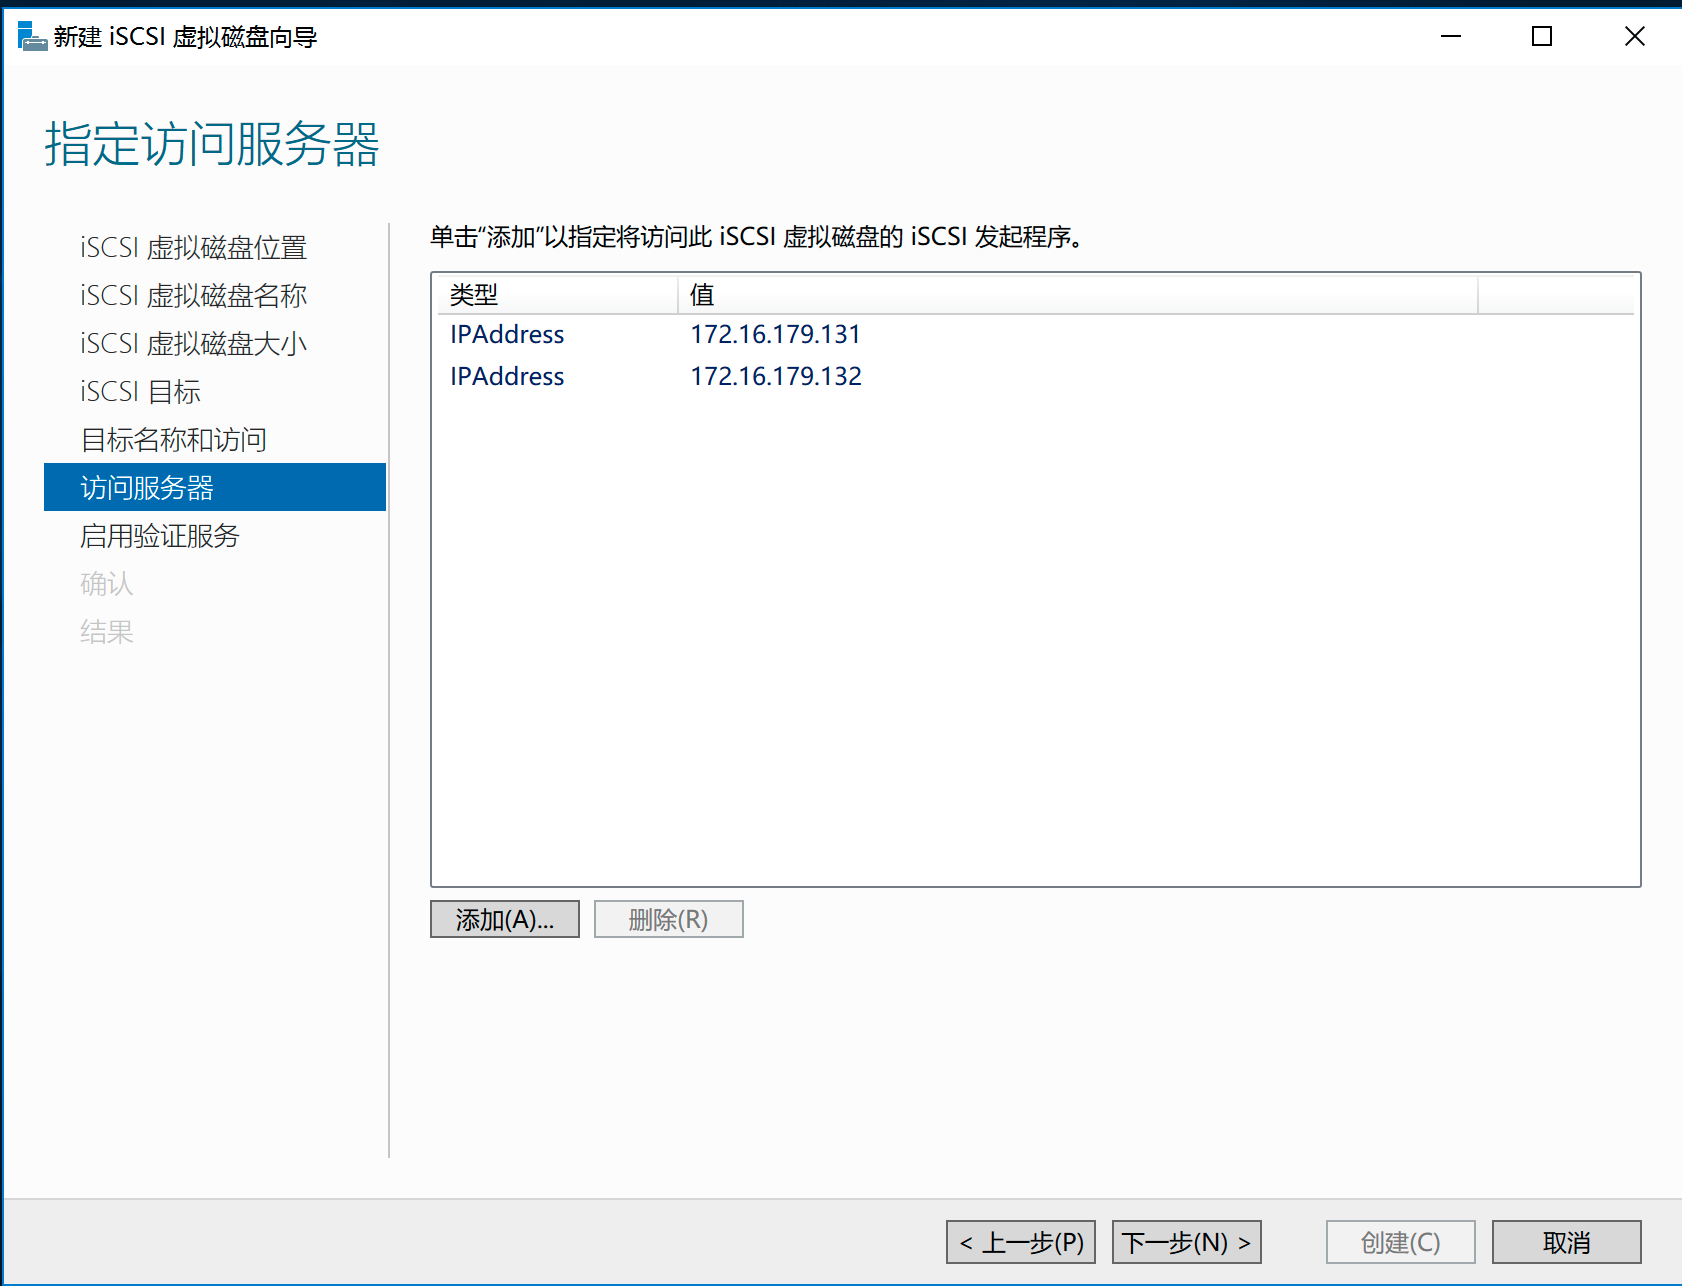 新建 iSCSI 虚拟磁盘向导
指定访问服务器
iSCSI 虚拟磁盘位置
iSCSI 虚拟磁盘名称
iSCSI 虚拟磁盘大小
iSCSI 目标
目标名称和访问
访问服务器
启用验证服务
确认
结果
单击“添加”以指定将访问此 iSCSI 虚拟磁盘的 iSCSI 发起程序。
类型 值
IPAddress 172.16.179.131
IPAddress 172.16.179.132
添加(A)... 删除(R)
< 上一步(P) 下一步(N) > 创建(C) 取消